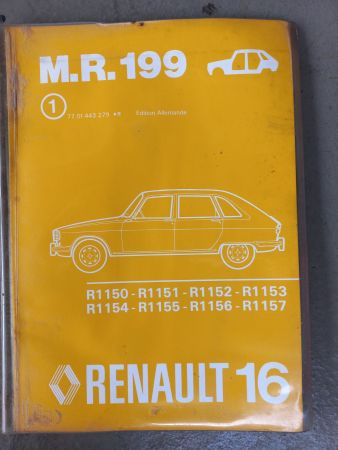 M.R.199
1
77 01 443 279 Edition Allemande
R1150 - R1151 - R1152 - R1153
R1154 - R1155 - R1156 - R1157
RENAULT 16